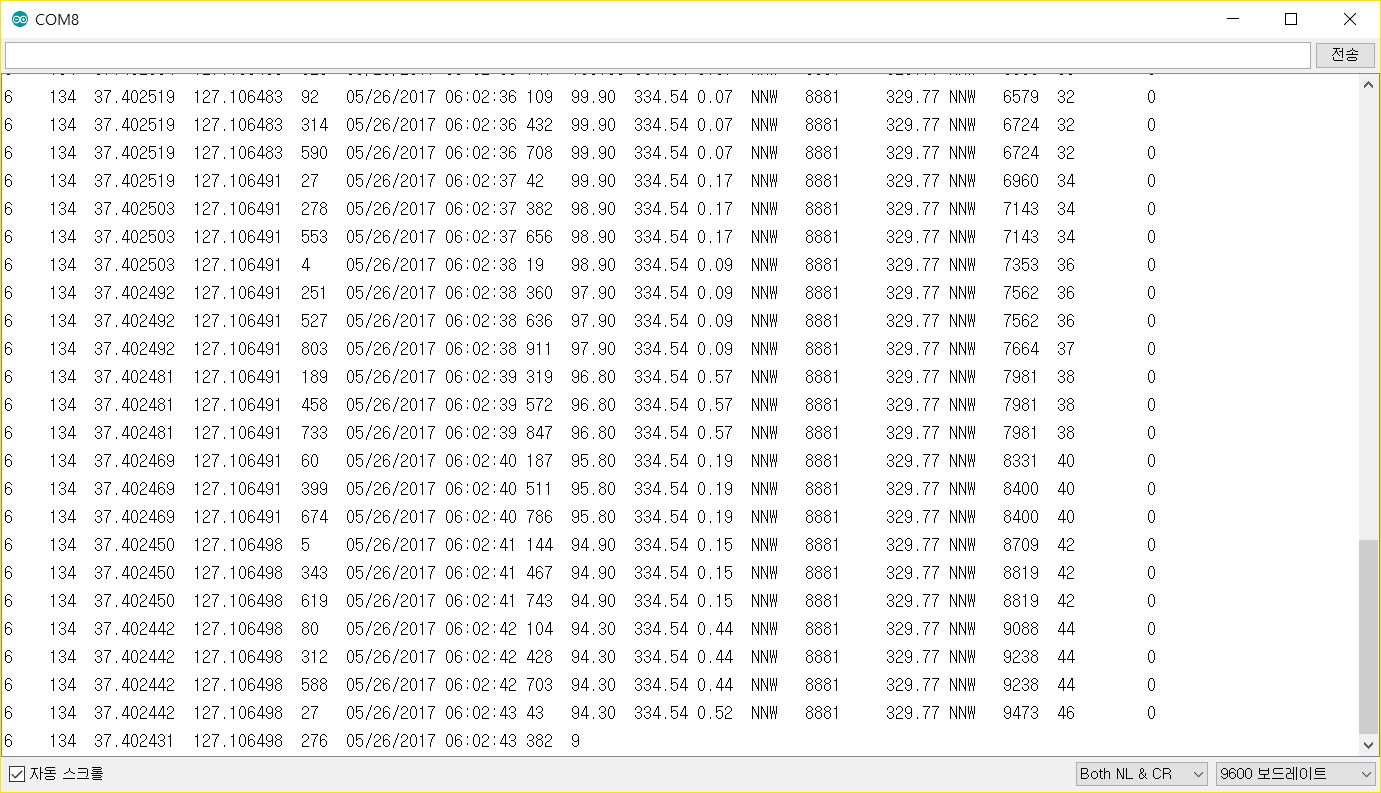 COM8
전송
6 134 37.402519 127.106483 92 05/26/2017 06:02:36 109 99.90 334.54 0.07 NNW 8881 329.77 NNW 6579 32 0
6 134 37.402519 127.106483 314 05/26/2017 06:02:36 432 99.90 334.54 0.07 NNW 8881 329.77 NNW 6724 32 0
6 134 37.402519 127.106483 590 05/26/2017 06:02:36 708 99.90 334.54 0.07 NNW 8881 329.77 NNW 6724 32 0
6 134 37.402519 127.106491 27 05/26/2017 06:02:37 42 99.90 334.54 0.17 NNW 8881 329.77 NNW 6960 34 0
6 134 37.402503 127.106491 278 05/26/2017 06:02:37 382 98.90 334.54 0.17 NNW 8881 329.77 NNW 7143 34 0
6 134 37.402503 127.106491 553 05/26/2017 06:02:37 656 98.90 334.54 0.17 NNW 8881 329.77 NNW 7143 34 0
6 134 37.402503 127.106491 4 05/26/2017 06:02:38 19 98.90 334.54 0.09 NNW 8881 329.77 NNW 7353 36 0
6 134 37.402492 127.106491 251 05/26/2017 06:02:38 360 97.90 334.54 0.09 NNW 8881 329.77 NNW 7562 36 0
6 134 37.402492 127.106491 527 05/26/2017 06:02:38 636 97.90 334.54 0.09 NNW 8881 329.77 NNW 7562 36 0
6 134 37.402492 127.106491 803 05/26/2017 06:02:38 911 97.90 334.54 0.09 NNW 8881 329.77 NNW 7664 37 0
6 134 37.402481 127.106491 189 05/26/2017 06:02:39 319 96.80 334.54 0.57 NNW 8881 329.77 NNW 7981 38 0
6 134 37.402481 127.106491 458 05/26/2017 06:02:39 572 96.80 334.54 0.57 NNW 8881 329.77 NNW 7981 38 0
6 134 37.402481 127.106491 733 05/26/2017 06:02:39 847 96.80 334.54 0.57 NNW 8881 329.77 NNW 7981 38 0
6 134 37.402469 127.106491 60 05/26/2017 06:02:40 187 95.80 334.54 0.19 NNW 8881 329.77 NNW 8331 40 0
6 134 37.402469 127.106491 399 05/26/2017 06:02:40 511 95.80 334.54 0.19 NNW 8881 329.77 NNW 8400 40 0
6 134 37.402469 127.106491 674 05/26/2017 06:02:40 786 95.80 334.54 0.19 NNW 8881 329.77 NNW 8400 40 0
6 134 37.402450 127.106498 5 05/26/2017 06:02:41 144 94.90 334.54 0.15 NNW 8881 329.77 NNW 8709 42 0
6 134 37.402450 127.106498 343 05/26/2017 06:02:41 467 94.90 334.54 0.15 NNW 8881 329.77 NNW 8819 42 0
6 134 37.402450 127.106498 619 05/26/2017 06:02:41 743 94.90 334.54 0.15 NNW 8881 329.77 NNW 8819 42 0
6 134 37.402442 127.106498 80 05/26/2017 06:02:42 104 94.30 334.54 0.44 NNW 8881 329.77 NNW 9088 44 0
6 134 37.402442 127.106498 312 05/26/2017 06:02:42 428 94.30 334.54 0.44 NNW 8881 329.77 NNW 9238 44 0
6 134 37.402442 127.106498 588 05/26/2017 06:02:42 703 94.30 334.54 0.44 NNW 8881 329.77 NNW 9238 44 0
6 134 37.402442 127.106498 27 05/26/2017 06:02:43 43 94.30 334.54 0.52 NNW 8881 329.77 NNW 9473 46 0
6 134 37.402431 127.106498 276 05/26/2017 06:02:43 382 9
자동 스크롤
Both NL & CR
9600 보드레이트